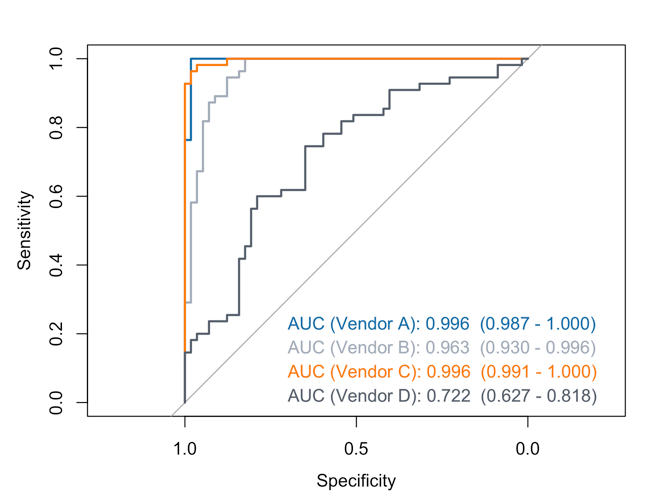 1.0
0.8
0.6
0.4
0.2
0.0
Sensitivity
AUC (Vendor A): 0.996 (0.987 - 1.000)
AUC (Vendor B): 0.963 (0.930 - 0.996)
AUC (Vendor C): 0.996 (0.991 - 1.000)
AUC (Vendor D): 0.722 (0.627 - 0.818)
1.0 0.5 0.0
Specificity